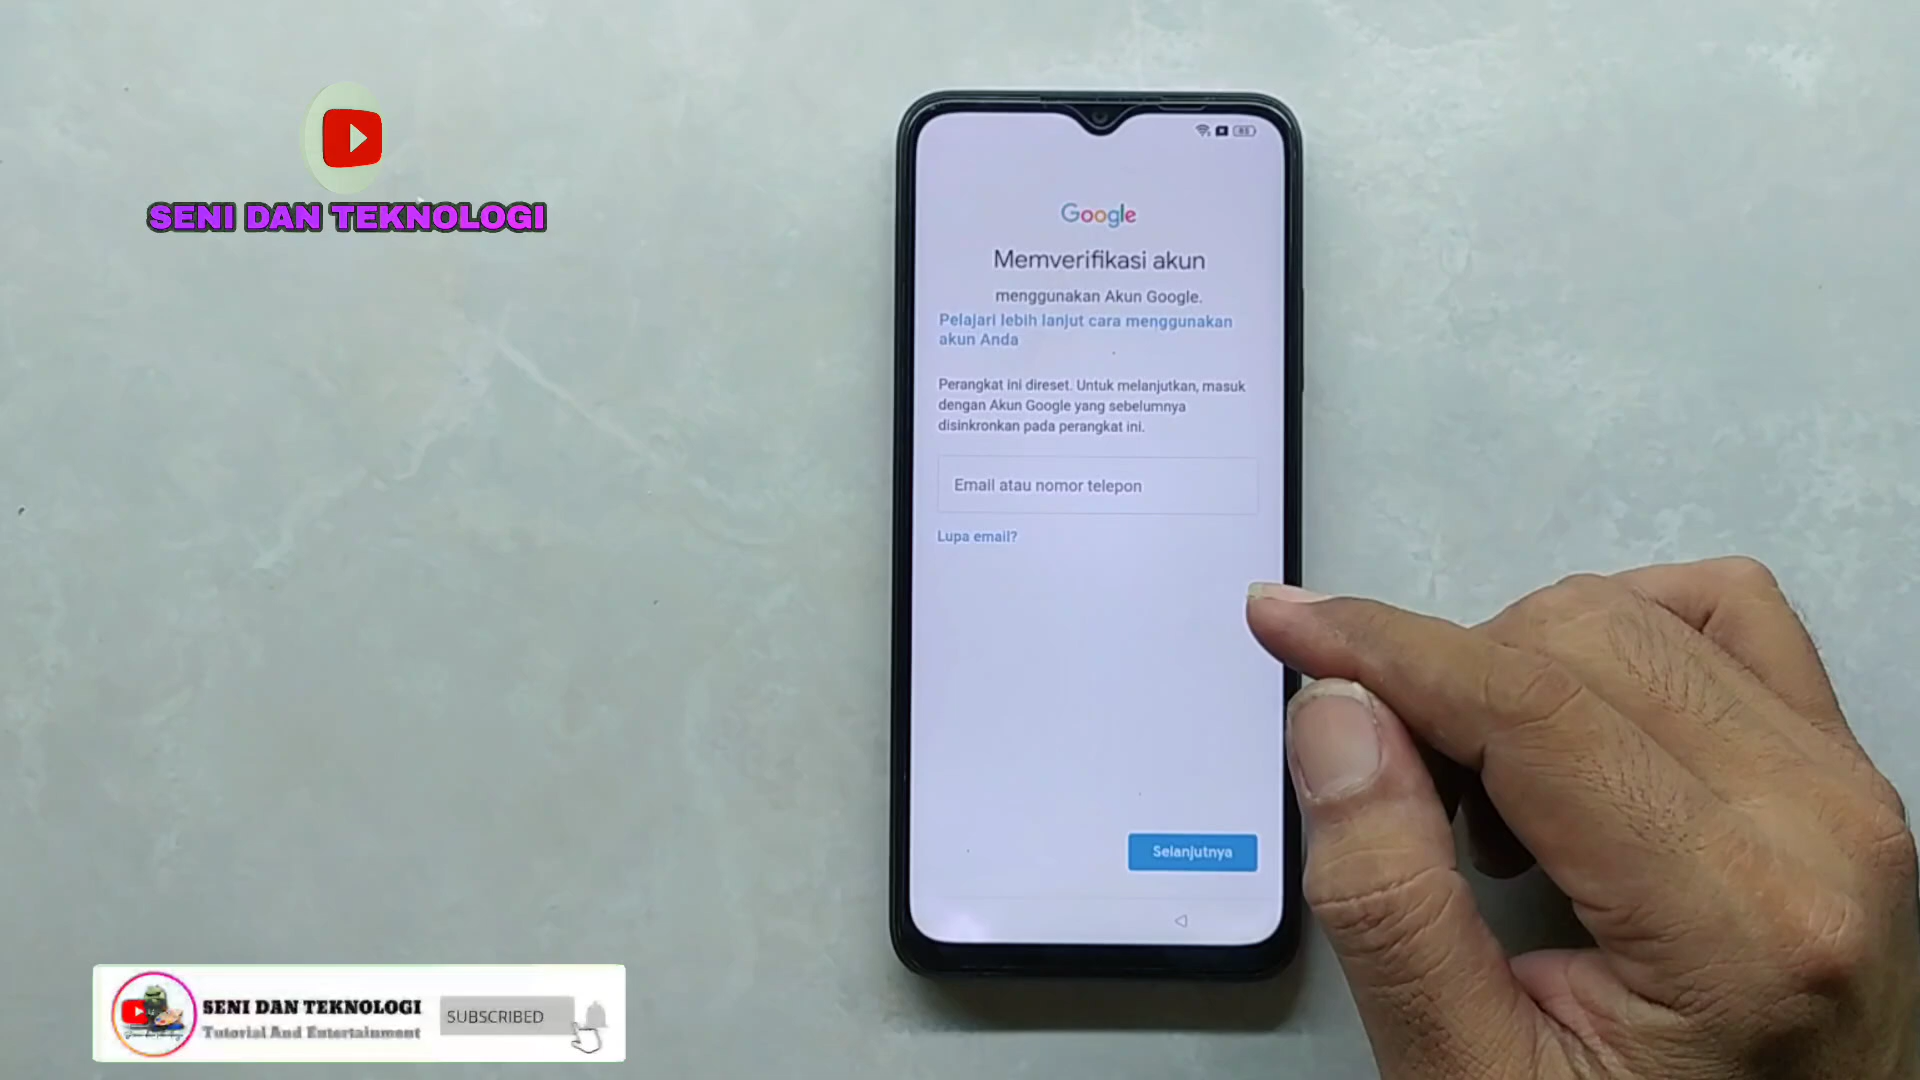 SENI DAN TEKNOLOGI
Google
Memverifikasi akun
menggunakan Akun Google.
Pelajari lebih lanjut cara menggunakan
akun Anda
Perangkat ini direset. Untuk melanjutkan, masuk
dengan Akun Google yang sebelumnya
disinkronkan pada perangkat ini.
Email atau nomor telepon
Lupa email?
Selanjutnya
SENI DAN TEKNOLOGI
Tutorial And Entertainment
SUBSCRIBED